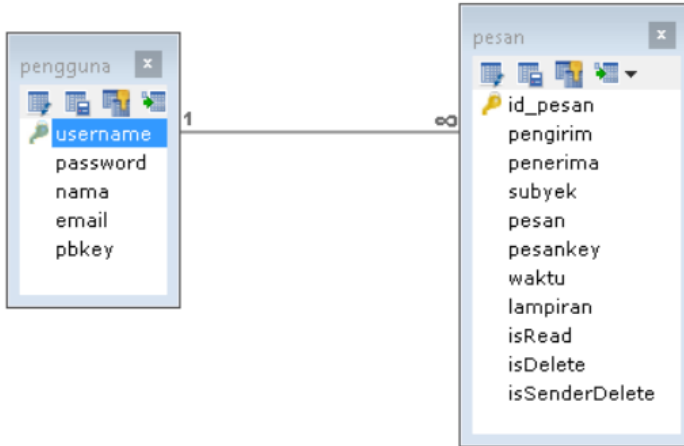 pengguna
username
password
nama
email
pbkey
1
∞
pesan
id_pesan
pengirim
penerima
subyek
pesan
pesankey
waktu
lampiran
isRead
isDelete
isSenderDelete